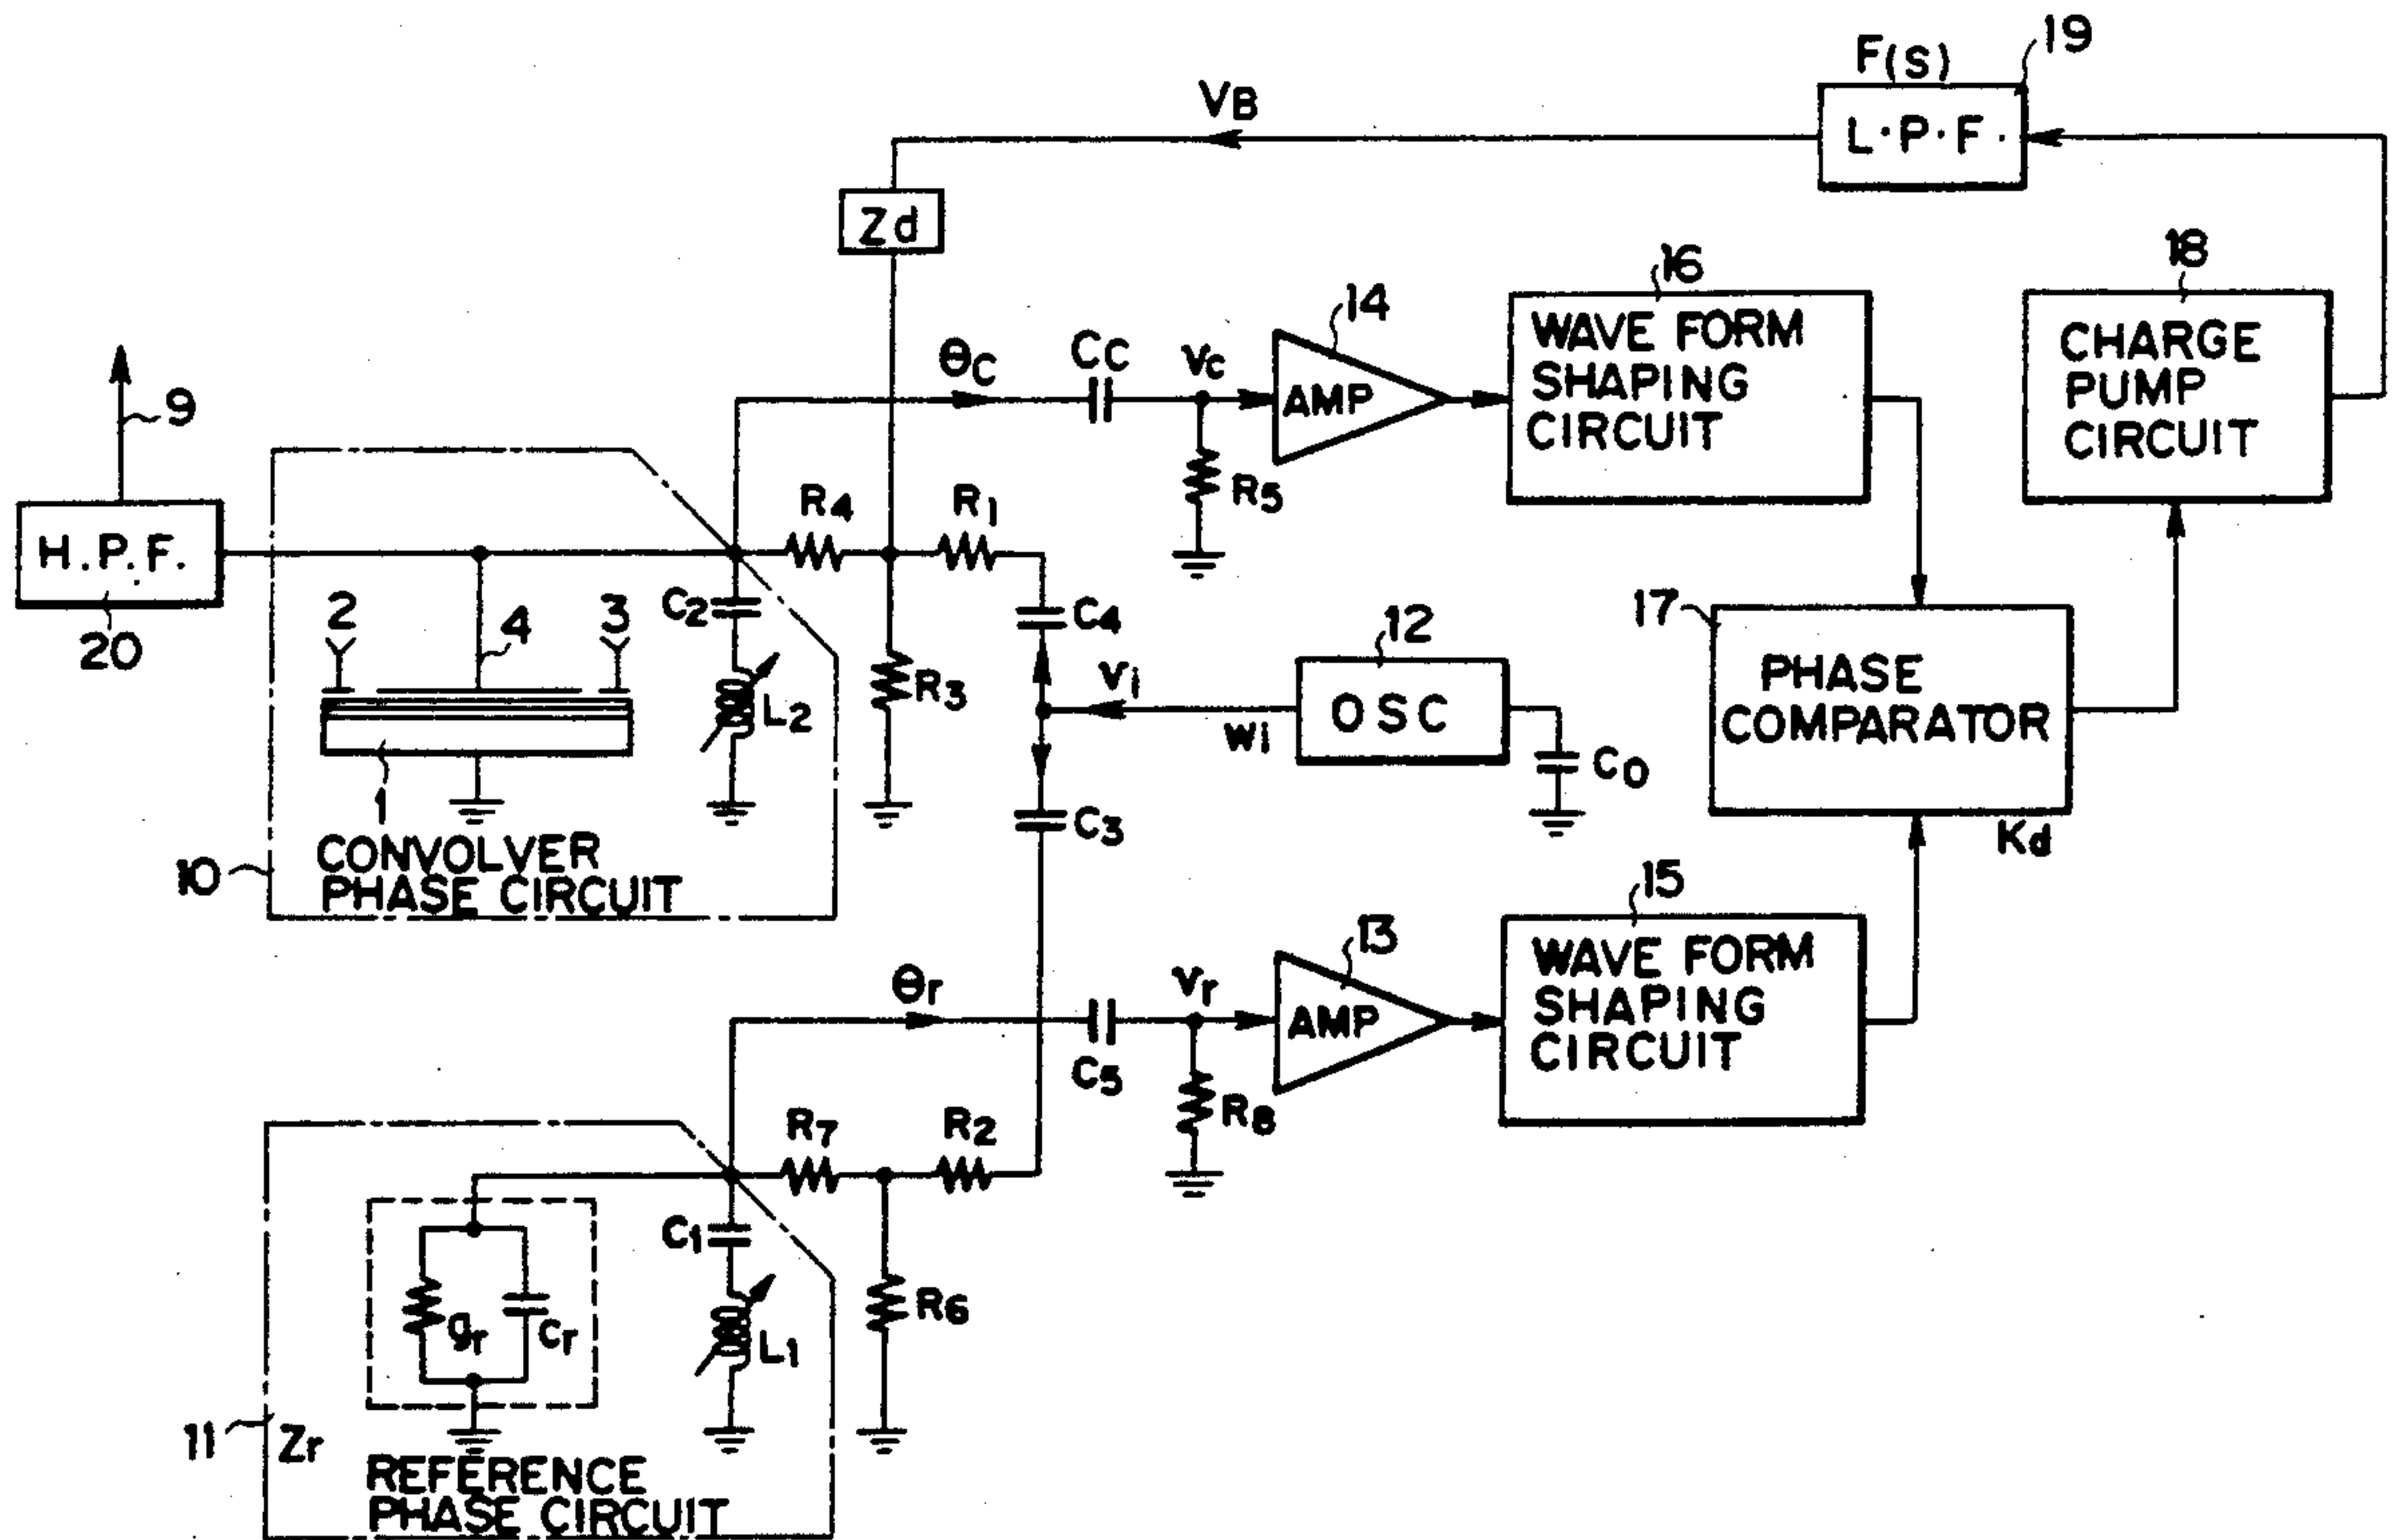 19
F(S)
L.P.F.
VB
Zd
18
CHARGE
PUMP
CIRCUIT
16
WAVE FORM
SHAPING
CIRCUIT
14
AMP
θC
CC
vc
R5
9
H.P.F.
20
R4
R1
C2
L2
R3
C4
2
4
3
1
CONVOLVER
PHASE CIRCUIT
10
vi
wi
12
OSC
CO
17
PHASE
COMPARATOR
Kd
C3
15
WAVE FORM
SHAPING
CIRCUIT
13
AMP
θr
vr
C5
R8
R7
R2
C1
L1
R6
gr
Cr
11
Zr
REFERENCE
PHASE CIRCUIT